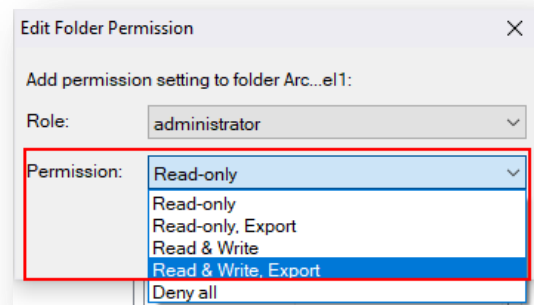 Edit Folder Permission
Add permission setting to folder Arc...el1:
Role: administrator
Permission: Read-only
Read-only
Read-only, Export
Read & Write
Read & Write, Export
Deny all